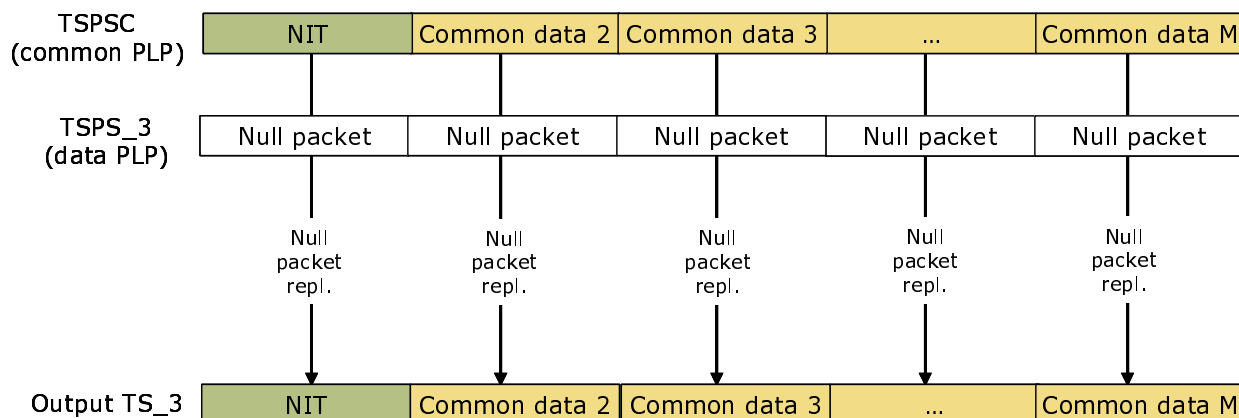 TSPSC
(common PLP)
NIT
Common data 2
Common data 3
...
Common data M
TSPS_3
(data PLP)
Null packet
Null packet
Null packet
Null packet
Null packet
Null
packet
repl.
Null
packet
repl.
Null
packet
repl.
Null
packet
repl.
Null
packet
repl.
Output TS_3
NIT
Common data 2
Common data 3
...
Common data M